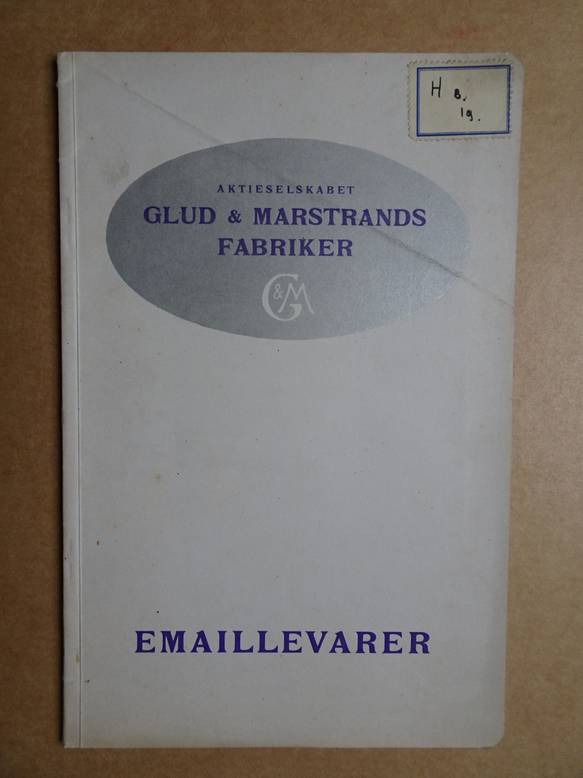 H 8.
19.
AKTIESELSKABET
GLUD & MARSTRANDS
FABRIKER
G&M
EMAILLEVARER